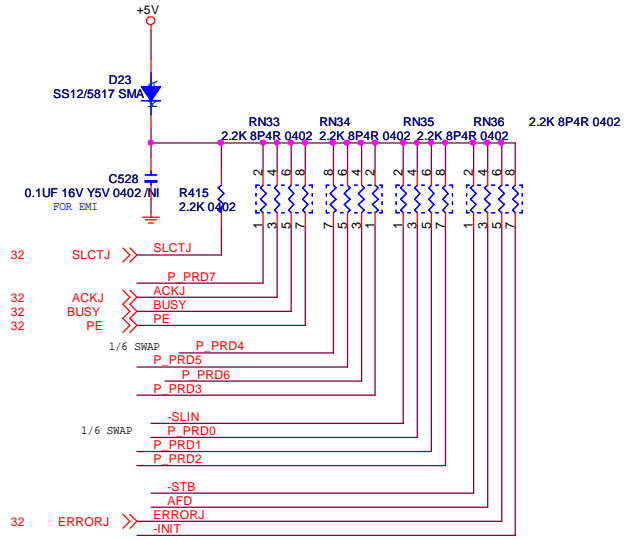 +5V
D23
SS12/5817 SMA
RN33 RN34 RN35 RN36
2.2K 8P4R 0402 2.2K 8P4R 0402 2.2K 8P4R 0402 2.2K 8P4R 0402
C528
0.1UF 16V Y5V 0402 /NI
FOR EMI
R415
2.2K 0402
2 4 6 8 8 6 4 2 2 4 6 8 2 4 6 8
1 3 5 7 7 5 3 1 1 3 5 7 1 3 5 7
32 SLCTJ SLCTJ
P_PRD7
32 ACKJ ACKJ
32 BUSY BUSY
32 PE PE
1/6 SWAP P_PRD4
P_PRD5
P_PRD6
P_PRD3
-SLIN
1/6 SWAP P_PRD0
P_PRD1
P_PRD2
-STB
AFD
32 ERRORJ ERRORJ
-INIT